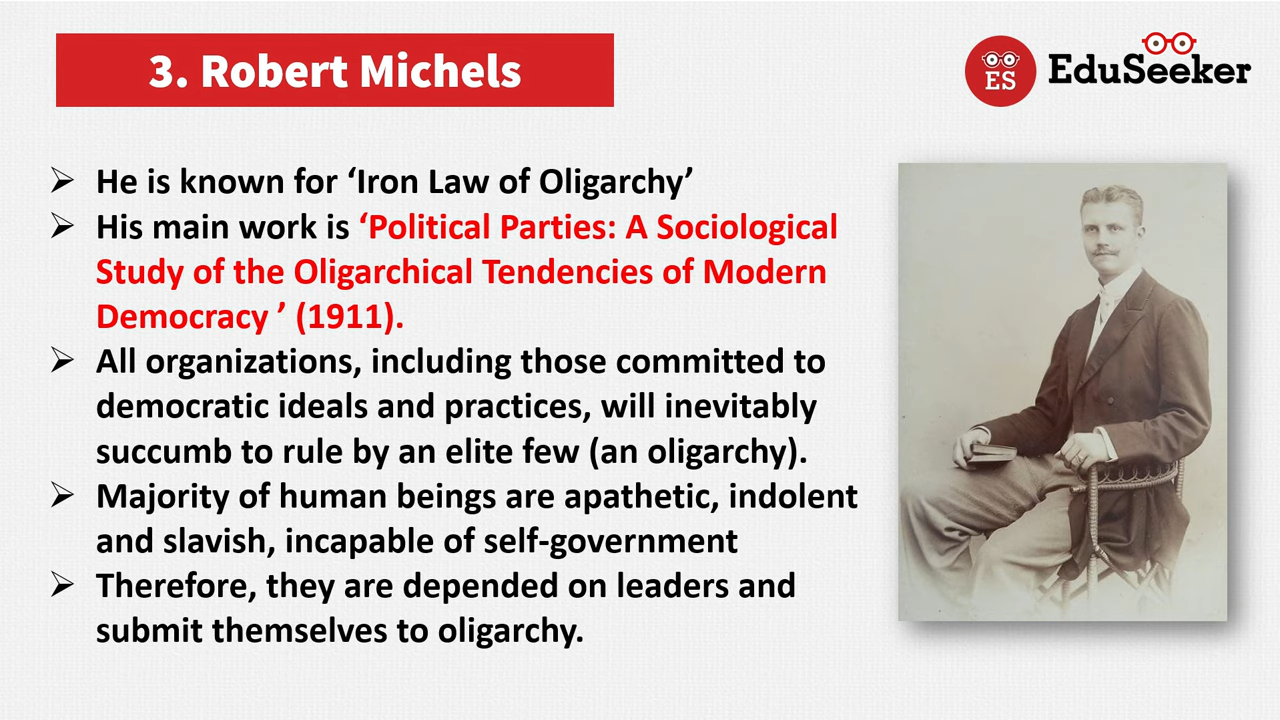 3. Robert Michels
ES
EduSeeker
➢ He is known for ‘Iron Law of Oligarchy’
➢ His main work is ‘Political Parties: A Sociological
Study of the Oligarchical Tendencies of Modern
Democracy ’ (1911).
➢ All organizations, including those committed to
democratic ideals and practices, will inevitably
succumb to rule by an elite few (an oligarchy).
➢ Majority of human beings are apathetic, indolent
and slavish, incapable of self-government
➢ Therefore, they are depended on leaders and
submit themselves to oligarchy.